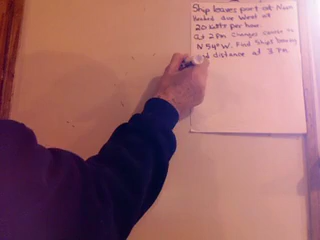 Ship leaves port at Noon
Headed due West at
20 knots per hour.
At 2 Pm Changes course to
N 54° W. Find Ships bearing
distance at 3 Pm.